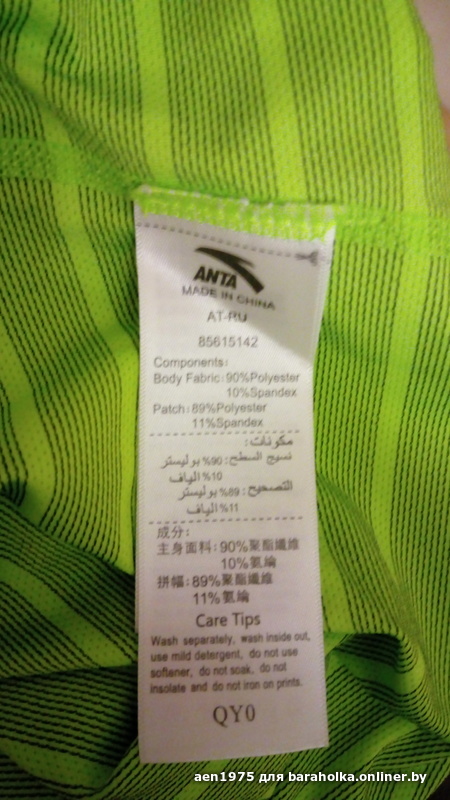 ANTA
MADE IN CHINA
AT-RU
85615142
Components:
Body Fabric: 90%Polyester
10%Spandex
Patch: 89%Polyester
11%Spandex
مكونات:
نسيج السطح: 90% بوليستر
10% الياف
التصحيح: 89% بوليستر
11% الياف
成分:
主身面料: 90%聚酯纖維
10%氨綸
拼幅: 89%聚酯纖維
11%氨綸
Care Tips
Wash separately, wash inside out,
use mild detergent, do not use
softener, do not soak, do not
insolate and do not iron on prints.
QY0
aen1975 для baraholka.onliner.by